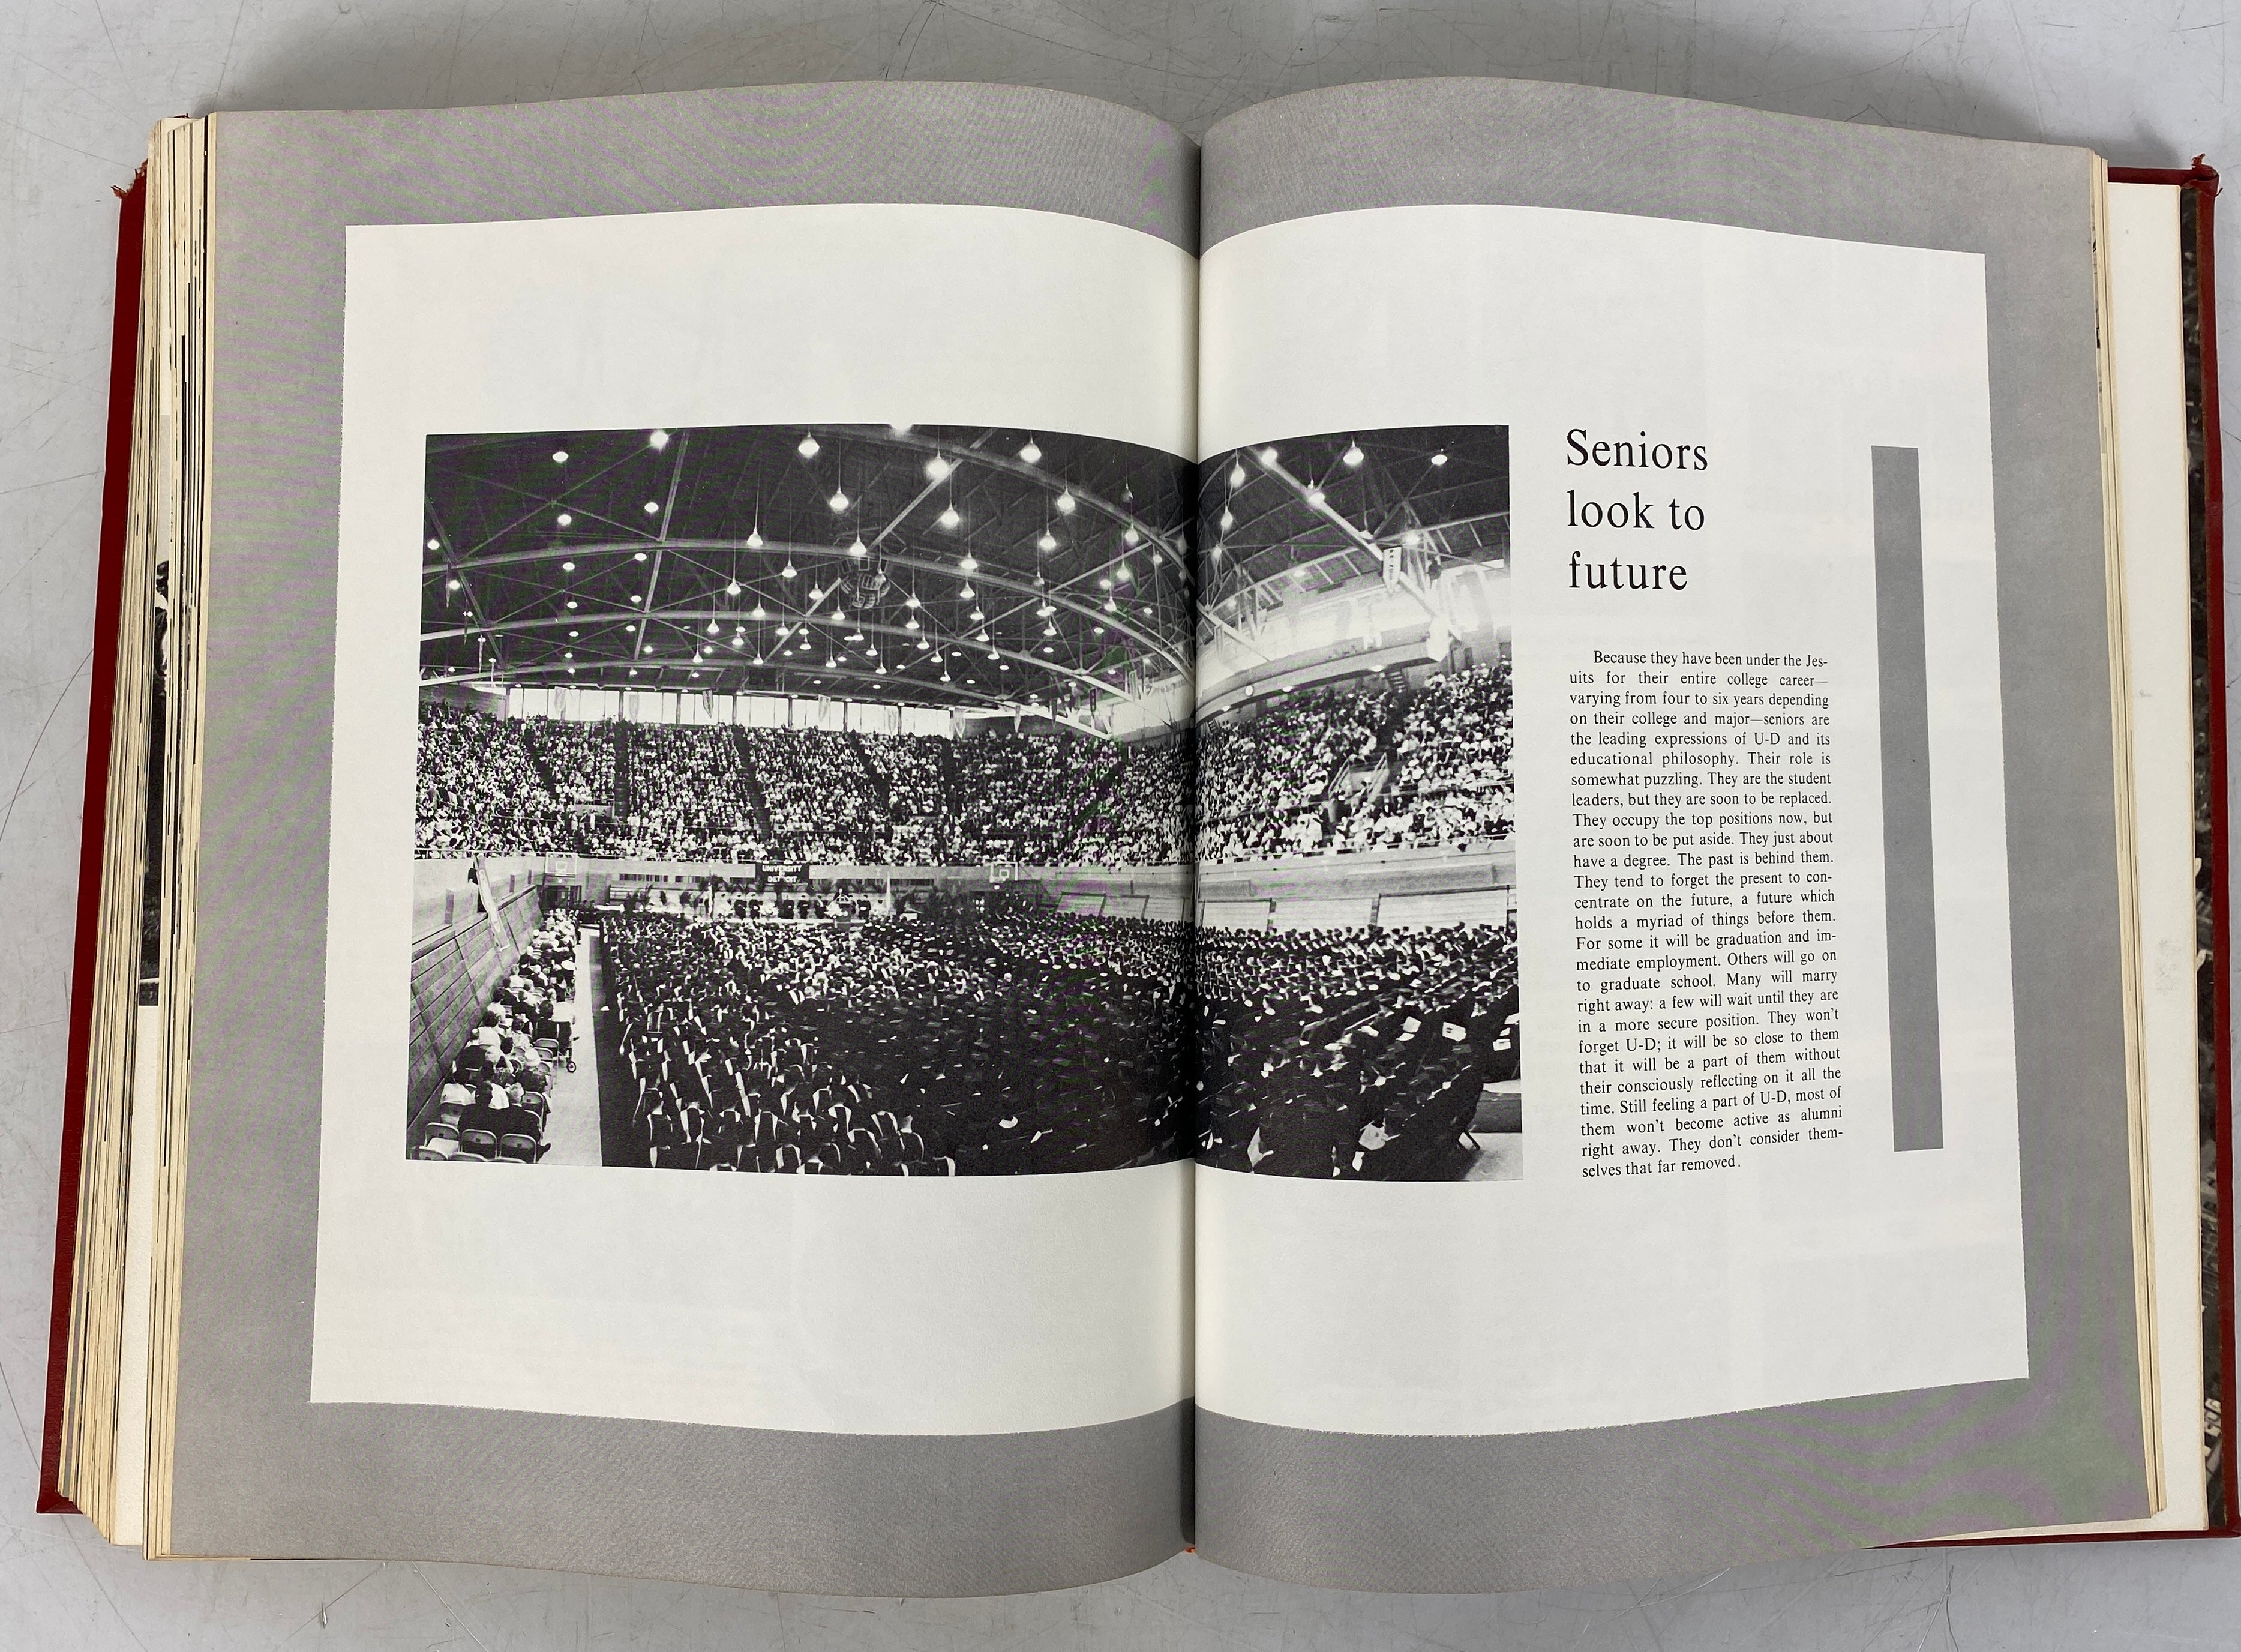 UNIVERSITY
DETROIT
Seniors
look to
future
Because they have been under the Jes-
uits for their entire college career—
varying from four to six years depending
on their college and major—seniors are
the leading expressions of U-D and its
educational philosophy. Their role is
somewhat puzzling. They are the student
leaders, but they are soon to be replaced.
They occupy the top positions now, but
are soon to be put aside. They just about
have a degree. The past is behind them.
They tend to forget the present to con-
centrate on the future, a future which
holds a myriad of things before them.
For some it will be graduation and im-
mediate employment. Others will go on
to graduate school. Many will marry
right away: a few will wait until they are
in a more secure position. They won't
forget U-D; it will be so close to them
that it will be a part of them without
their consciously reflecting on it all the
time. Still feeling a part of U-D, most of
them won't become active as alumni
right away. They don't consider them-
selves that far removed.